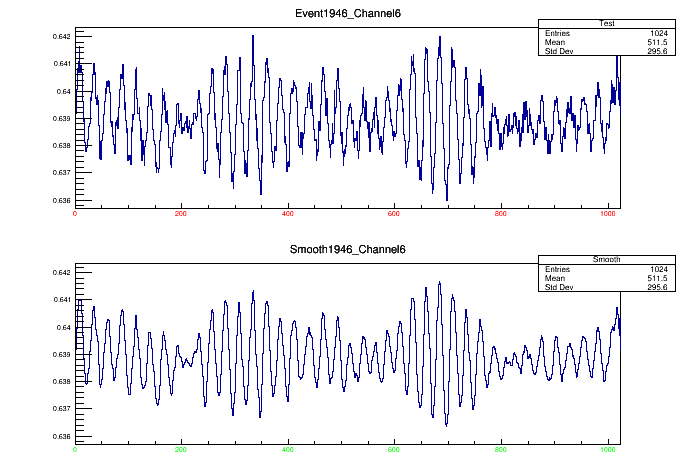 Event1946_Channel6
Test
Entries 1024
Mean 511.5
Std Dev 295.6
0.642
0.641
0.64
0.639
0.638
0.637
0.636
0 200 400 600 800 1000
Smooth1946_Channel6
Smooth
Entries 1024
Mean 511.5
Std Dev 295.6
0.642
0.641
0.64
0.639
0.638
0.637
0.636
0 200 400 600 800 1000